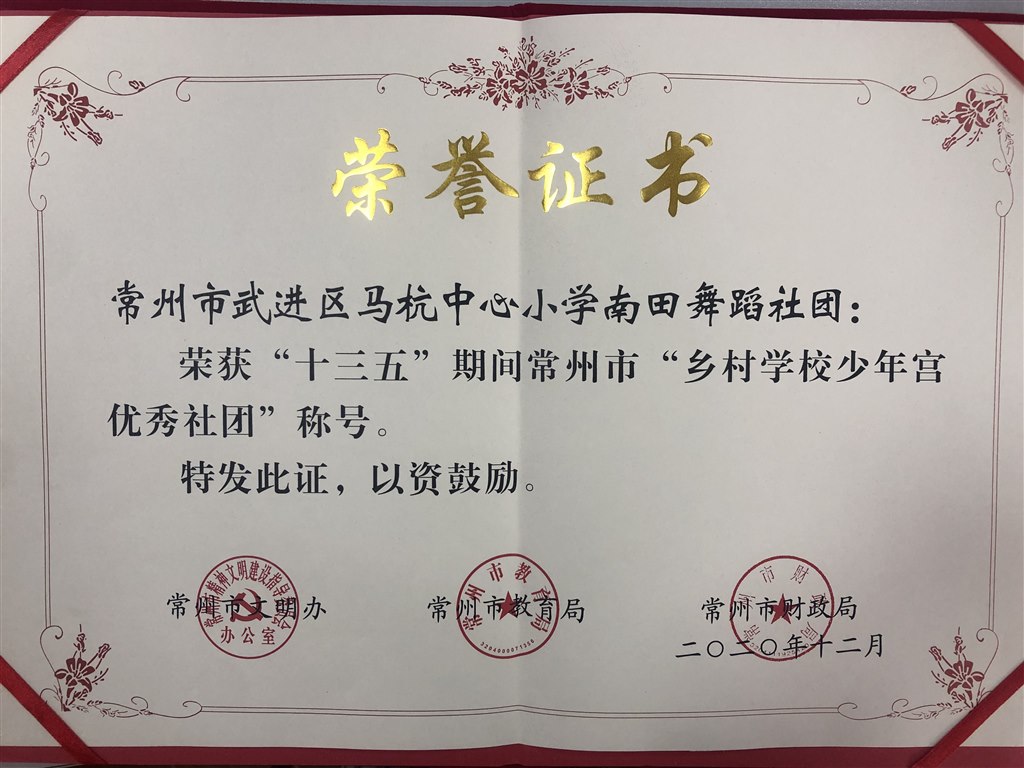 荣誉证书
常州市武进区马杭中心小学南田舞蹈社团：
荣获“十三五”期间常州市“乡村学校少年宫
优秀社团”称号。
特发此证，以资鼓励。
常州市文明办 常州市教育局 常州市财政局
办公室
二〇二〇年十二月